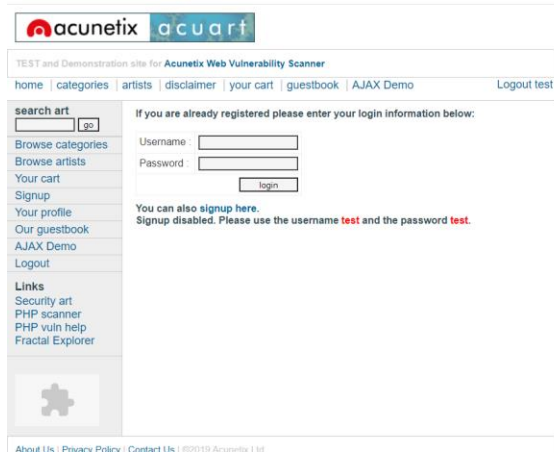 acunetix acuart
TEST and Demonstration site for Acunetix Web Vulnerability Scanner
home | categories | artists | disclaimer | your cart | guestbook | AJAX Demo
Logout test
search art
go
Browse categories
Browse artists
Your cart
Signup
Your profile
Our guestbook
AJAX Demo
Logout
Links
Security art
PHP scanner
PHP vuln help
Fractal Explorer
If you are already registered please enter your login information below:
Username :
Password :
login
You can also signup here.
Signup disabled. Please use the username test and the password test.
About Us | Privacy Policy | Contact Us | ©2019 Acunetix Ltd